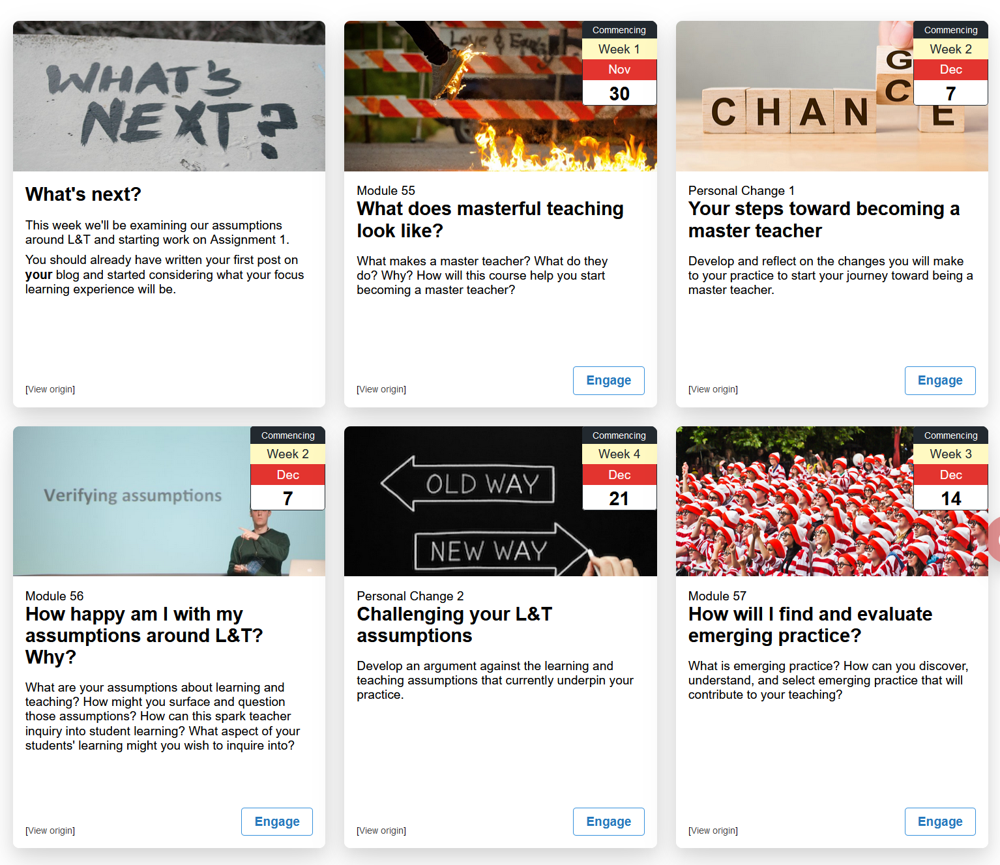 WHAT'S
NEXT?
What's next?
This week we'll be examining our assumptions
around L&T and starting work on Assignment 1.
You should already have written your first post on
your blog and started considering what your focus
learning experience will be.
[View origin]
Love &
Commencing
Week 1
Nov
30
Module 55
What does masterful teaching
look like?
What makes a master teacher? What do they
do? Why? How will this course help you start
becoming a master teacher?
[View origin]
Engage
G
CHANCE
Commencing
Week 2
Dec
7
Personal Change 1
Your steps toward becoming a
master teacher
Develop and reflect on the changes you will make
to your practice to start your journey toward being a
master teacher.
[View origin]
Engage
Verifying assumptions
Commencing
Week 2
Dec
7
Module 56
How happy am I with my
assumptions around L&T?
Why?
What are your assumptions about learning and
teaching? How might you surface and question
those assumptions? How can this spark teacher
inquiry into student learning? What aspect of your
students' learning might you wish to inquire into?
[View origin]
Engage
OLD WAY
NEW WAY
Commencing
Week 4
Dec
21
Personal Change 2
Challenging your L&T
assumptions
Develop an argument against the learning and
teaching assumptions that currently underpin your
practice.
[View origin]
Engage
Commencing
Week 3
Dec
14
Module 57
How will I find and evaluate
emerging practice?
What is emerging practice? How can you discover,
understand, and select emerging practice that will
contribute to your teaching?
[View origin]
Engage